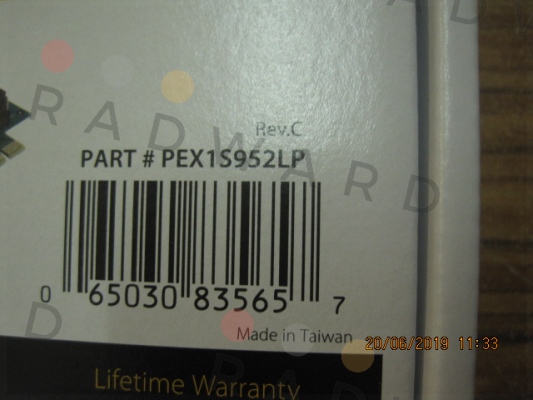 RADWARD
Rev.C
PART # PEX1S952LP
0 65030 83565 7
Made in Taiwan
20/06/2019 11:33
Lifetime Warranty